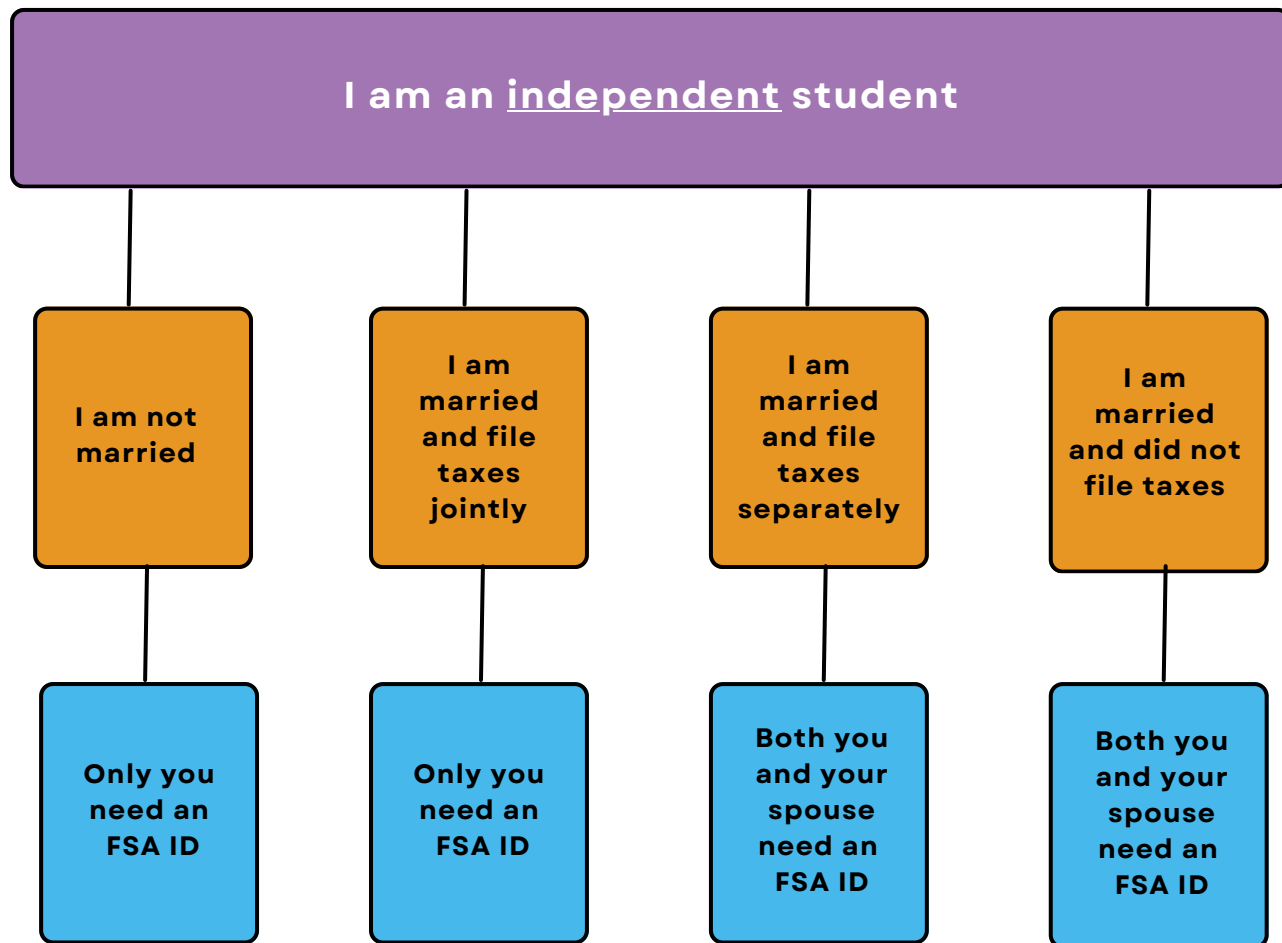 I am an independent student
I am not
married
I am
married
and file
taxes
jointly
I am
married
and file
taxes
separately
I am
married
and did not
file taxes
Only you
need an
FSA ID
Only you
need an
FSA ID
Both you
and your
spouse
need an
FSA ID
Both you
and your
spouse
need an
FSA ID